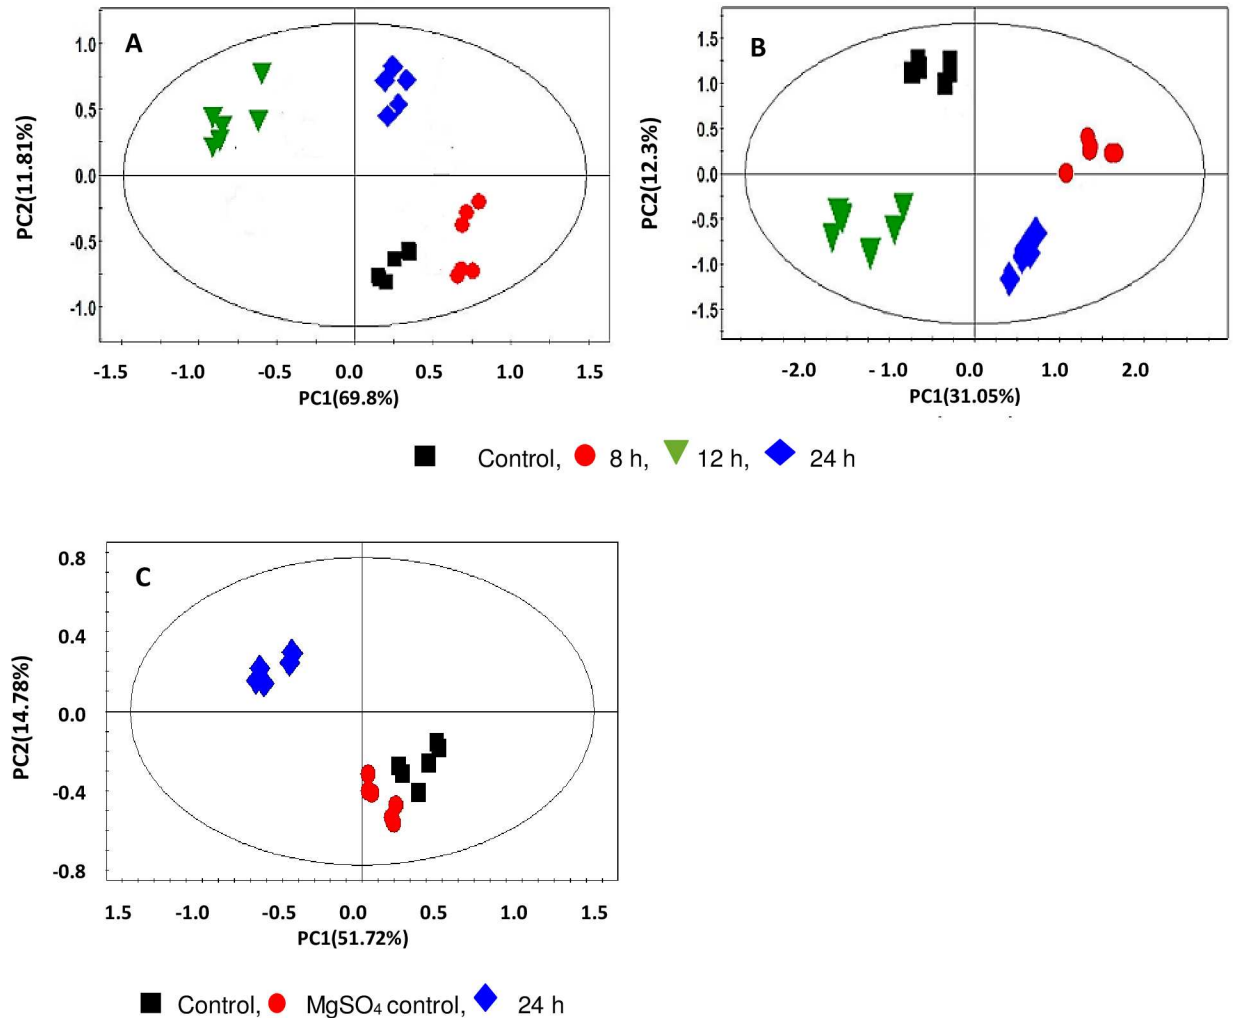 A
1.0
0.5
0.0
-0.5
-1.0
PC2(11.81%)
-1.5 -1.0 -0.5 0.0 0.5 1.0 1.5
PC1(69.8%)
B
1.5
1.0
0.5
0.0
-0.5
-1.0
-1.5
PC2(12.3%)
-2.0 - 1.0 0.0 1.0 2.0
PC1(31.05%)
Control, 8 h, 12 h, 24 h
C
0.8
0.4
0.0
-0.4
-0.8
PC2(14.78%)
1.5 -1.0 -0.5 0.0 0.5 1.0 1.5
PC1(51.72%)
Control, MgSO4 control, 24 h